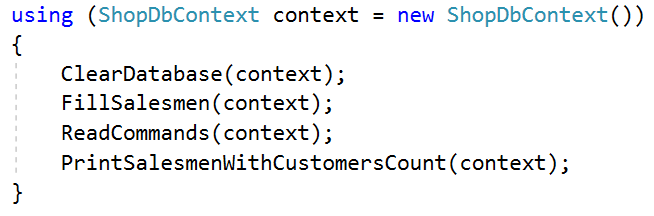 using (ShopDbContext context = new ShopDbContext())
{
    ClearDatabase(context);
    FillSalesmen(context);
    ReadCommands(context);
    PrintSalesmenWithCustomersCount(context);
}